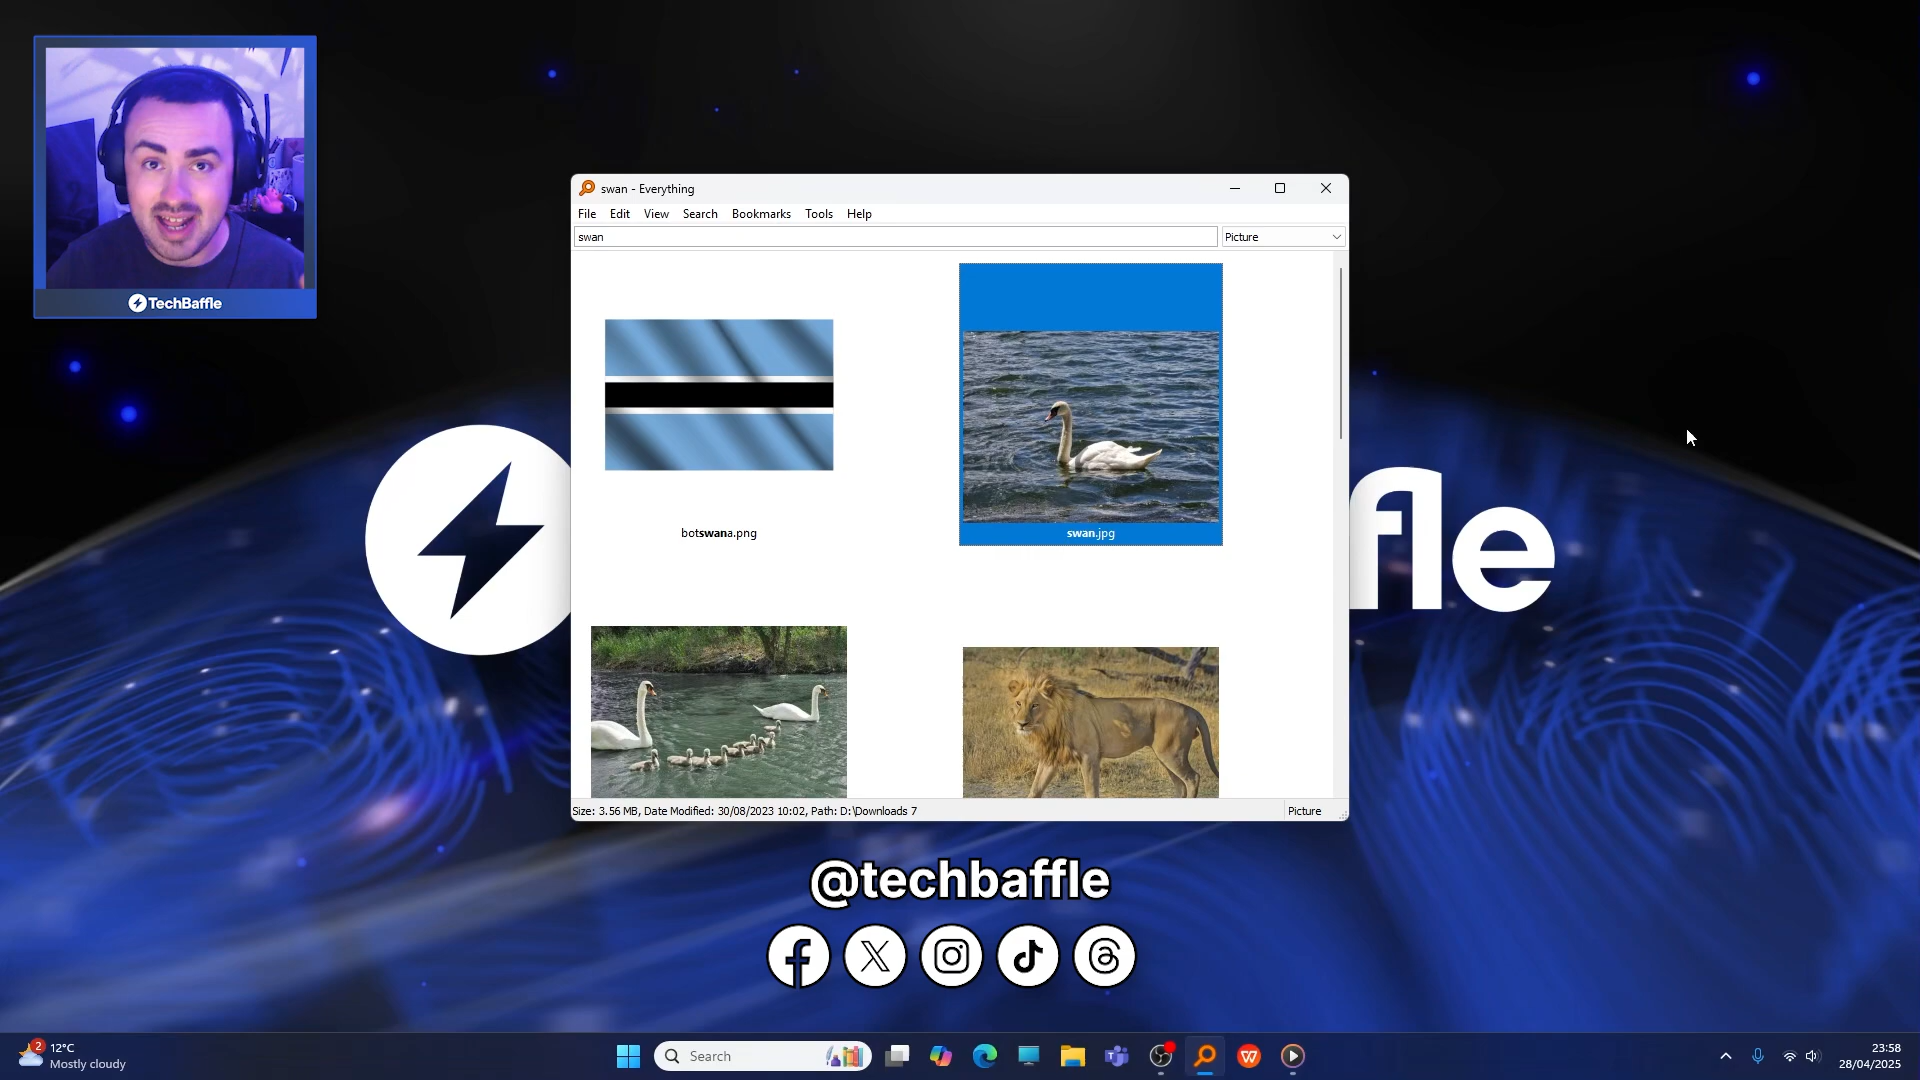 TechBaffle
swan - Everything
File Edit View Search Bookmarks Tools Help
swan
Picture
botswana.png
swan.jpg
fle
Size: 3.56 MB, Date Modified: 30/08/2023 10:02, Path: D:\Downloads 7
Picture
@techbaffle
2
12°C
Mostly cloudy
Search
23:58
28/04/2025